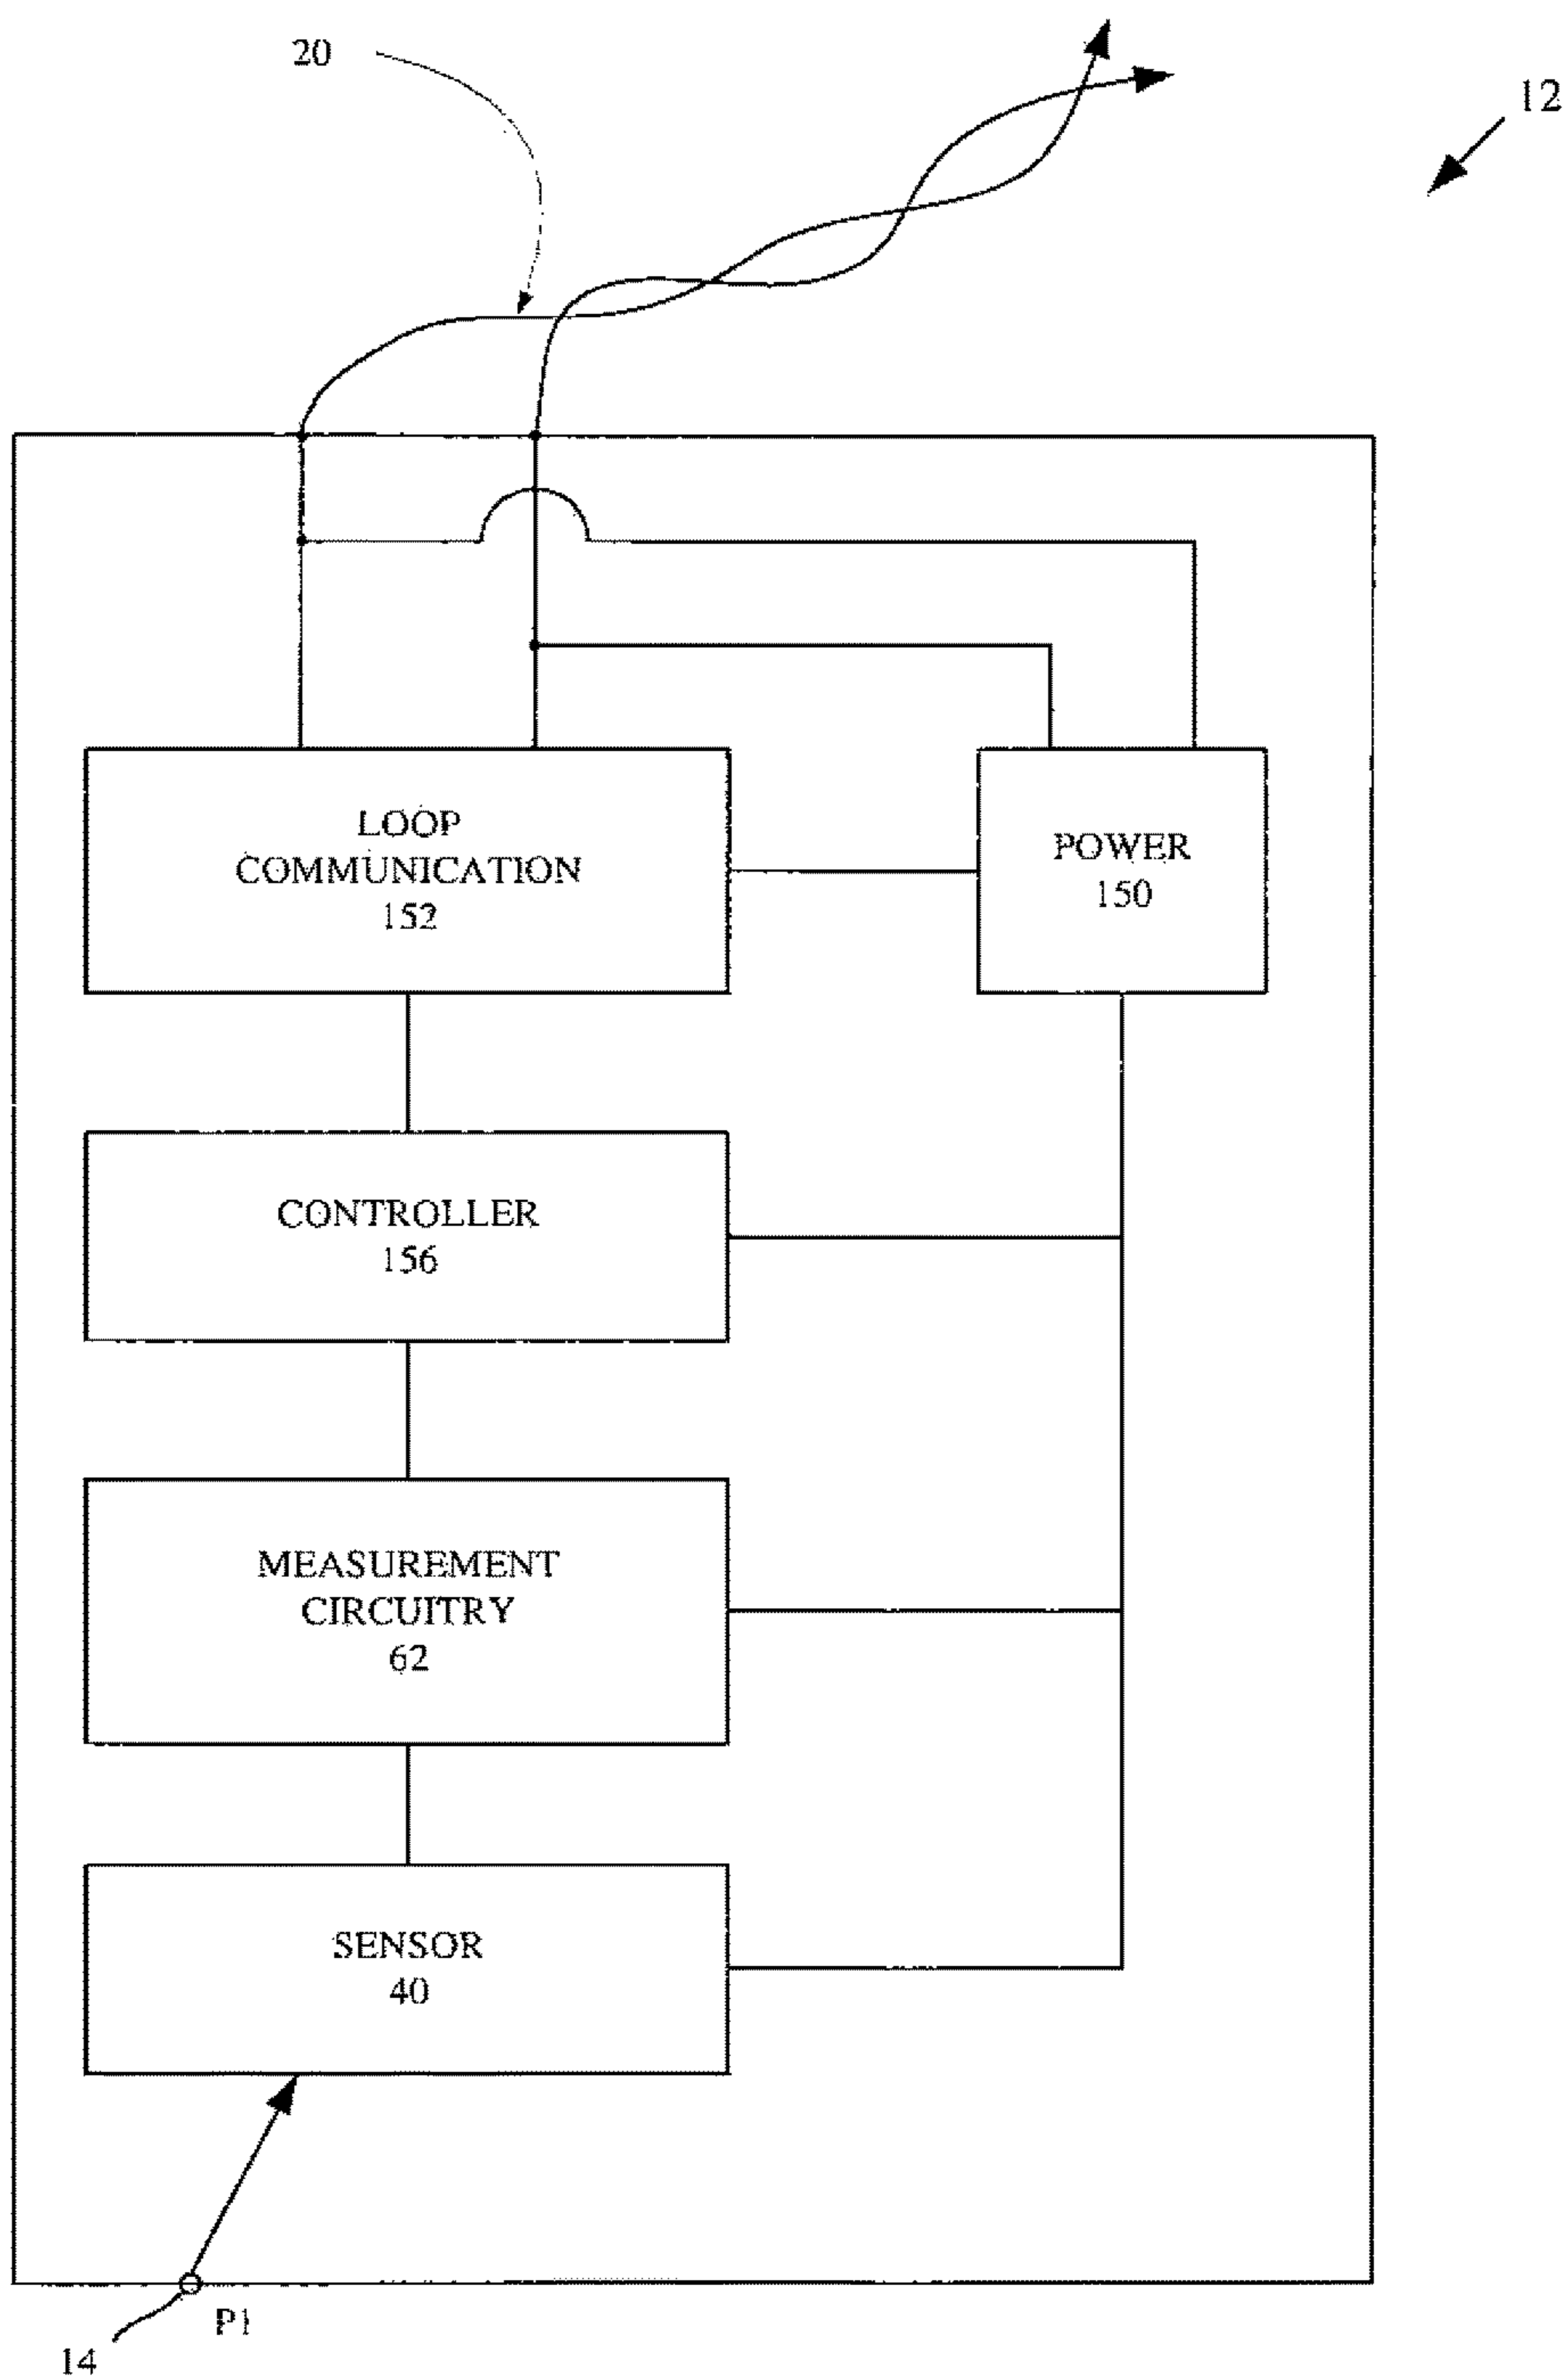 20
12
LOOP
COMMUNICATION
152
POWER
150
CONTROLLER
156
MEASUREMENT
CIRCUITRY
62
SENSOR
40
P1
14